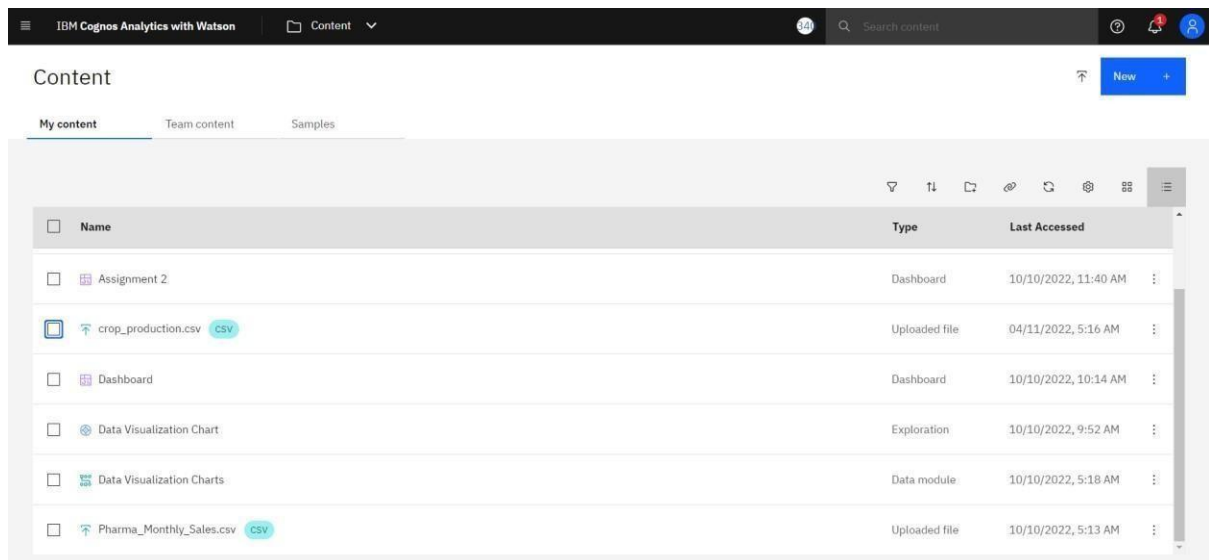 IBM Cognos Analytics with Watson Content Search content 1
Content New +
My content Team content Samples
Name Type Last Accessed
Assignment 2 Dashboard 10/10/2022, 11:40 AM
crop_production.csv CSV Uploaded file 04/11/2022, 5:16 AM
Dashboard Dashboard 10/10/2022, 10:14 AM
Data Visualization Chart Exploration 10/10/2022, 9:52 AM
Data Visualization Charts Data module 10/10/2022, 5:18 AM
Pharma_Monthly_Sales.csv CSV Uploaded file 10/10/2022, 5:13 AM